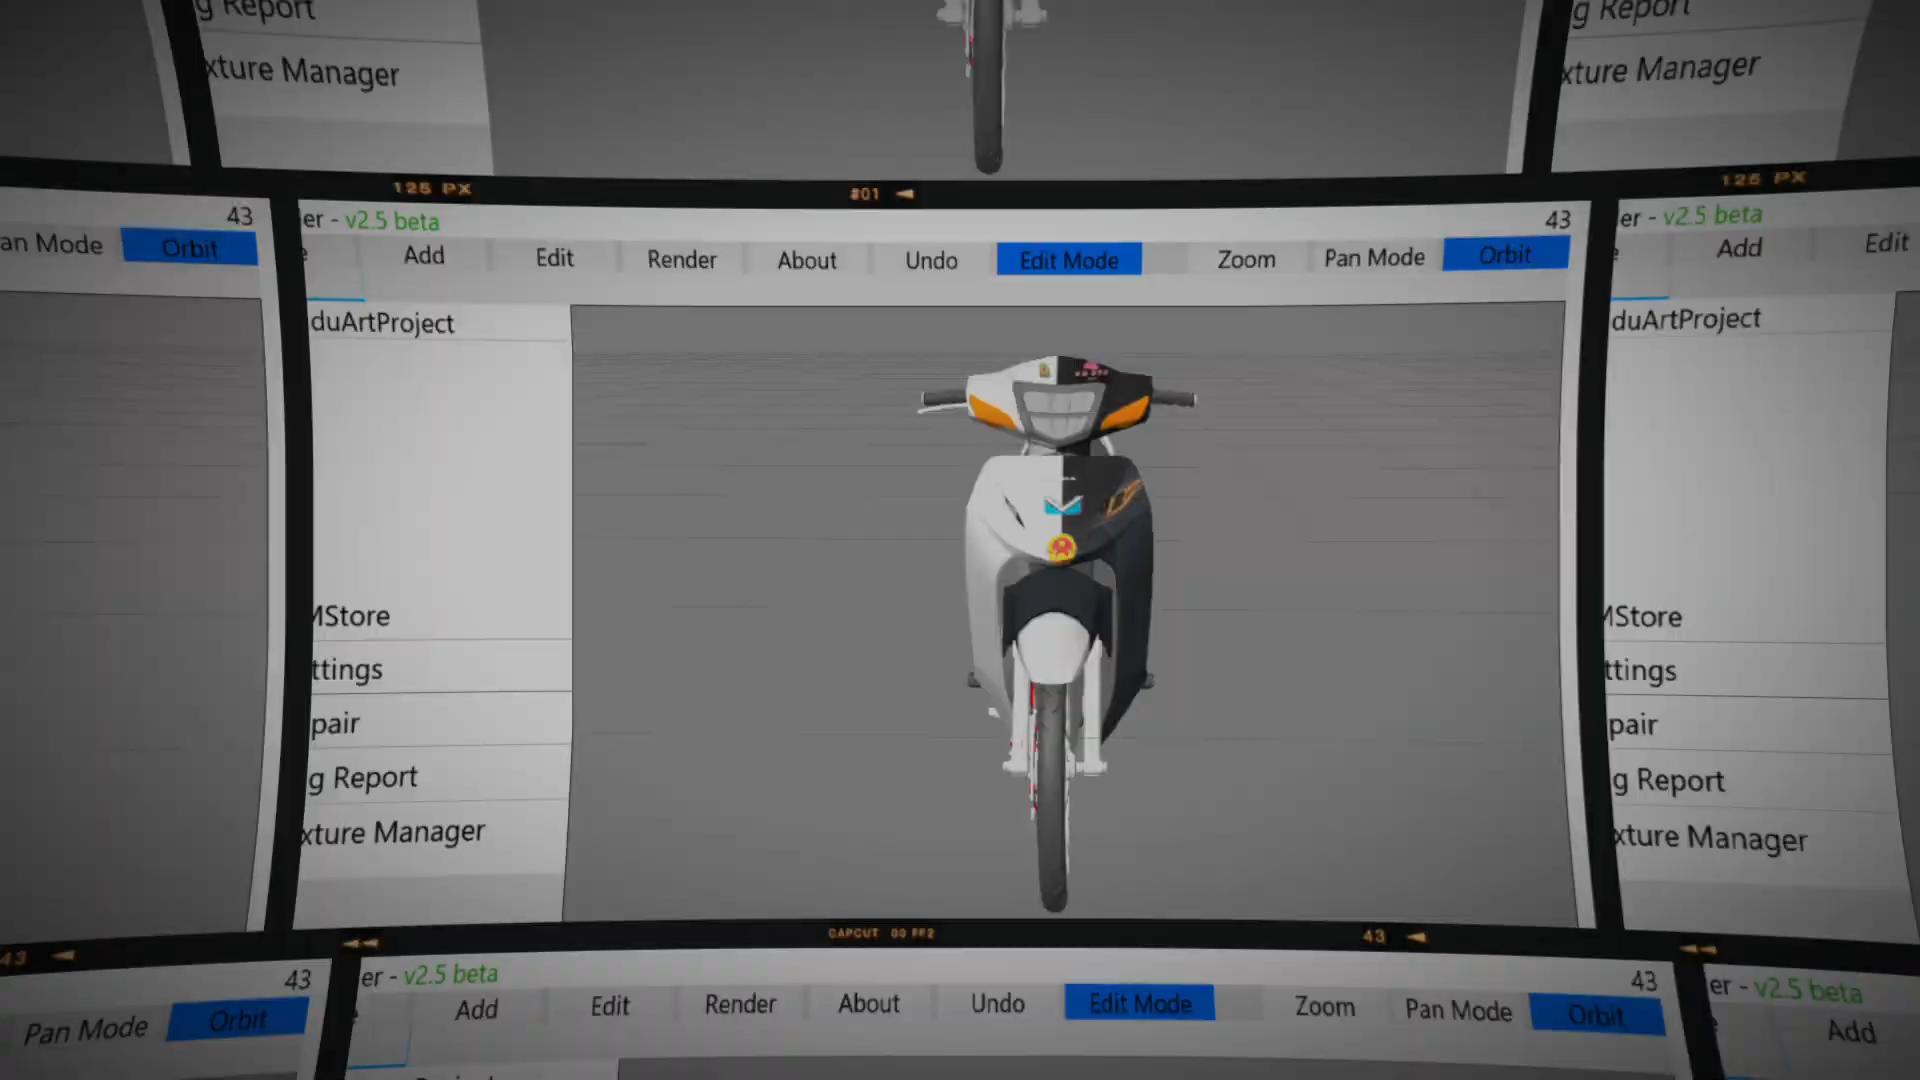 g Report
xture Manager
g Report
xture Manager
125 PX
#01
125 PX
43
an Mode
Orbit
er - v2.5 beta
43
Add
Edit
Render
About
Undo
Edit Mode
Zoom
Pan Mode
Orbit
er - v2.5 beta
Add
Edit
duArtProject
duArtProject
MStore
ttings
pair
g Report
xture Manager
MStore
ttings
pair
g Report
xture Manager
CAPCUT
43
43
43
Pan Mode
Orbit
er - v2.5 beta
43
Add
Edit
Render
About
Undo
Edit Mode
Zoom
Pan Mode
Orbit
er - v2.5 beta
Add